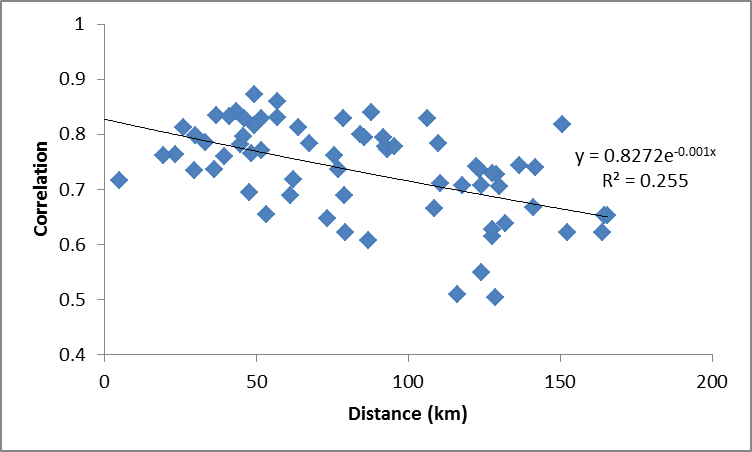 1
0.9
0.8
0.7
0.6
0.5
0.4
Correlation
y = 0.8272e^-0.001x
R² = 0.255
0 50 100 150 200
Distance (km)